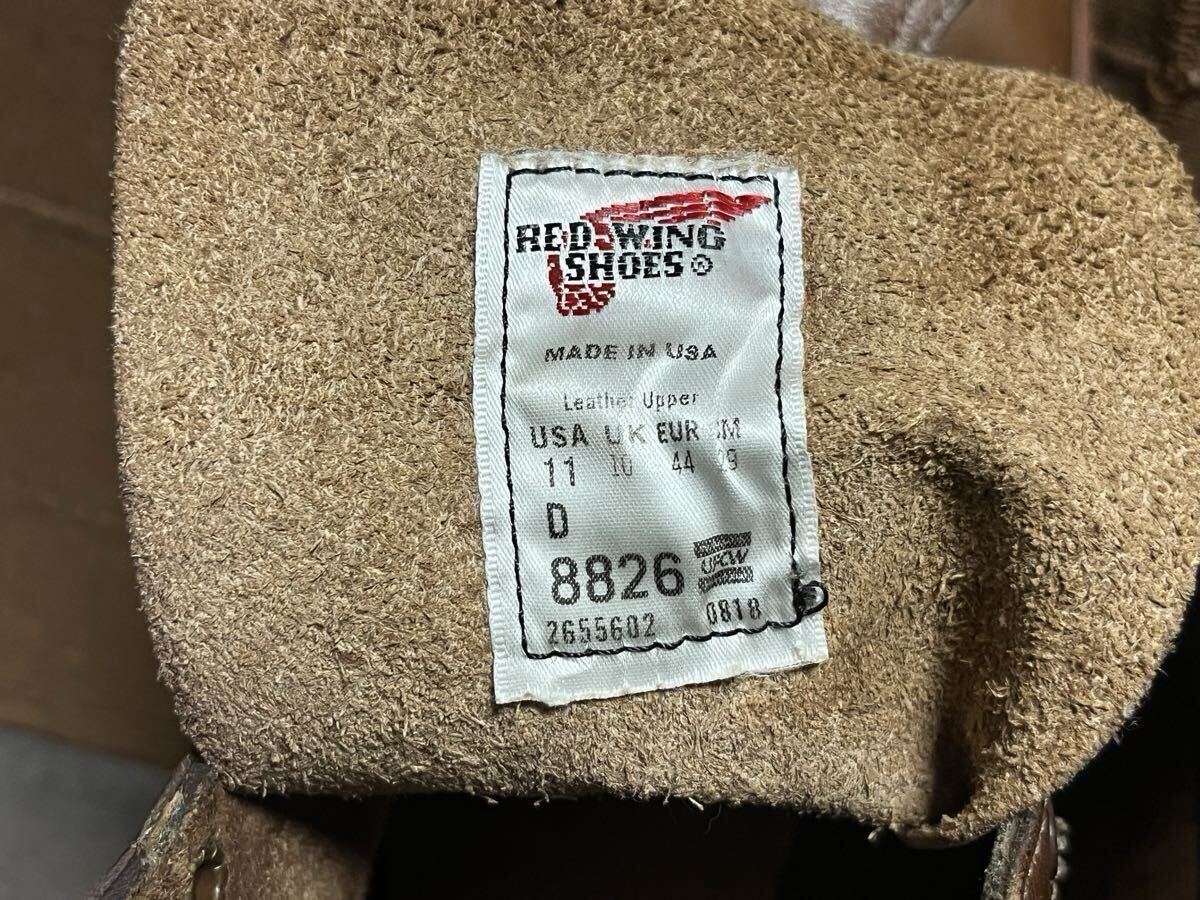 RED WING
SHOES®
MADE IN USA
Leather Upper
USA UK EUR CM
11 10 44 29
D
8826 UFCW
2655602 0818